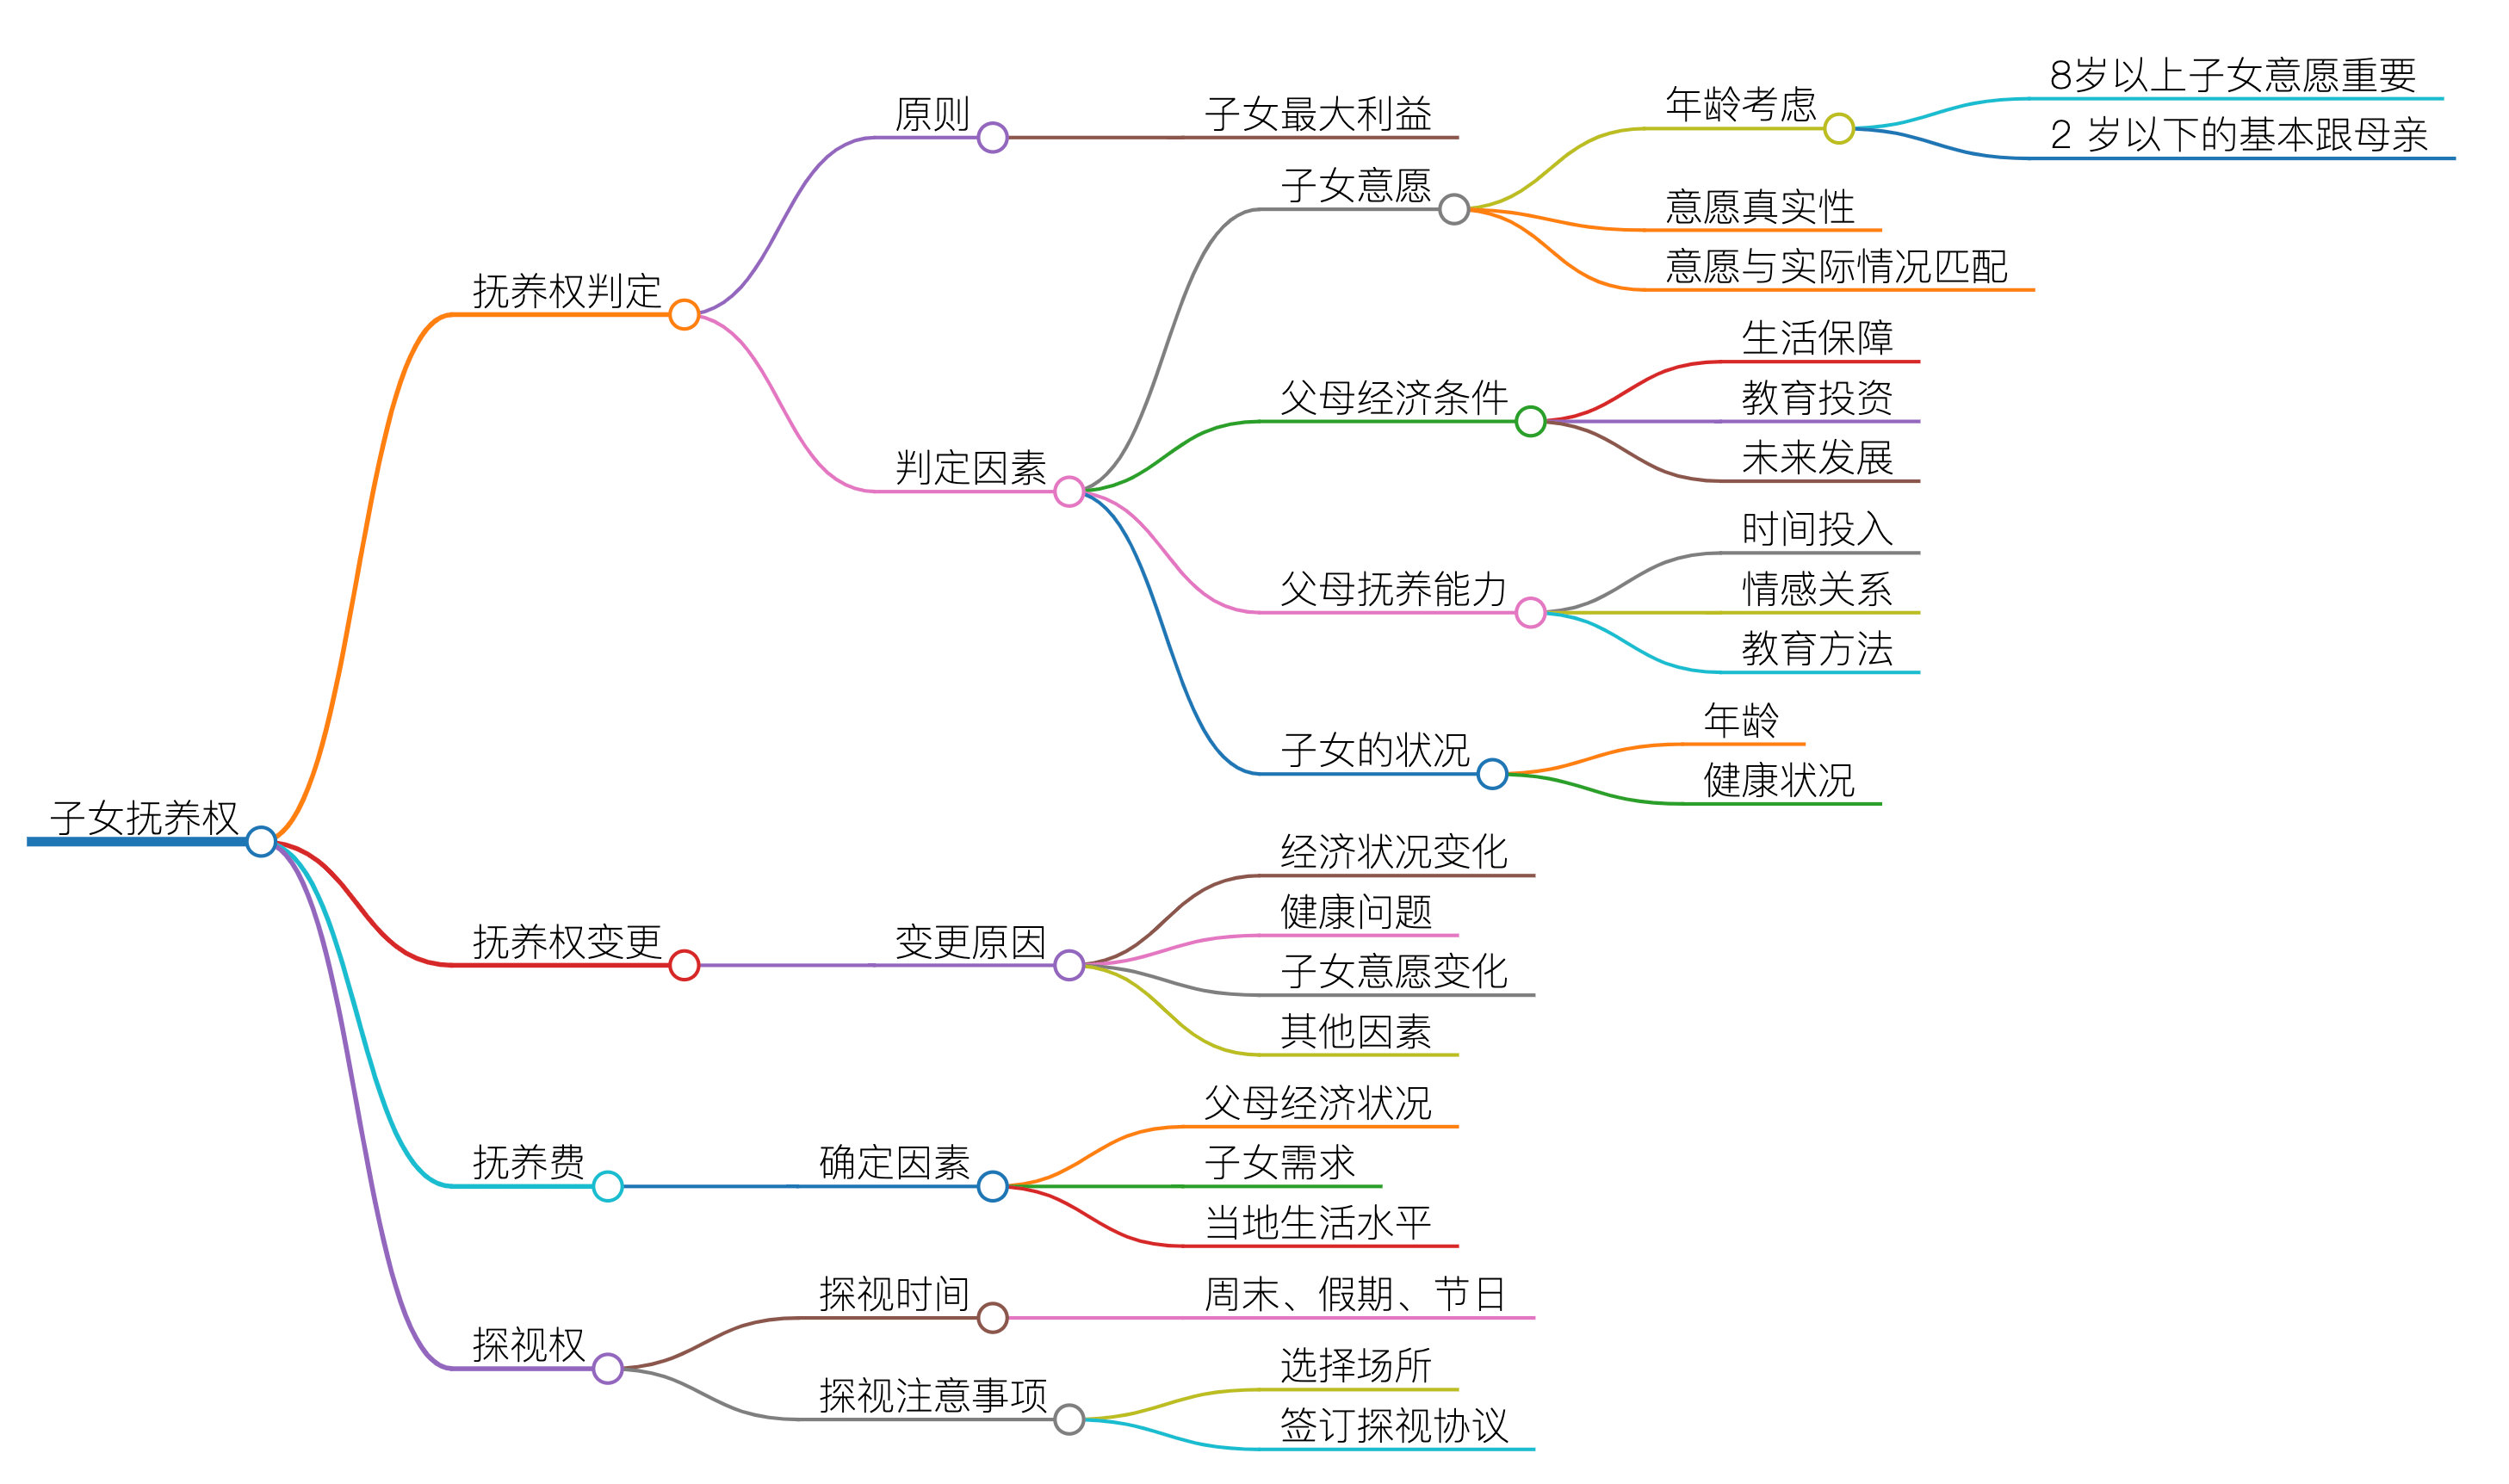 子女抚养权
抚养权判定
原则
子女最大利益
判定因素
子女意愿
年龄考虑
8岁以上子女意愿重要
2 岁以下的基本跟母亲
意愿真实性
意愿与实际情况匹配
父母经济条件
生活保障
教育投资
未来发展
父母抚养能力
时间投入
情感关系
教育方法
子女的状况
年龄
健康状况
抚养权变更
变更原因
经济状况变化
健康问题
子女意愿变化
其他因素
抚养费
确定因素
父母经济状况
子女需求
当地生活水平
探视权
探视时间
周末、假期、节日
探视注意事项
选择场所
签订探视协议